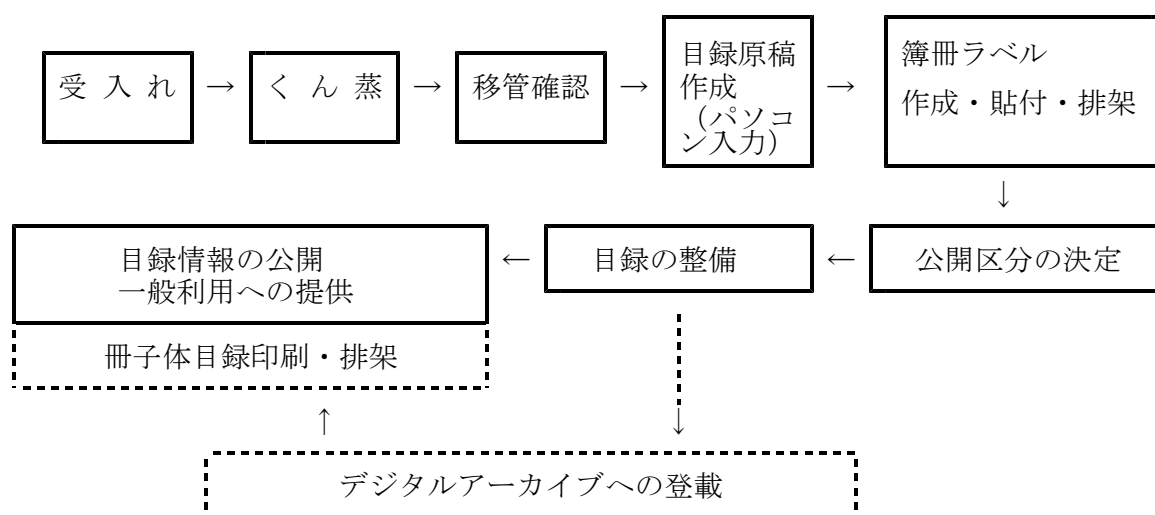 受 入 れ → く ん 蒸 → 移管確認 →
目録原稿
作成
（パソコ
ン入力）
→
簿冊ラベル
作成・貼付・排架
↓
公開区分の決定
←
目録の整備
←
目録情報の公開
一般利用への提供
冊子体目録印刷・排架
↑
↓
デジタルアーカイブへの登載